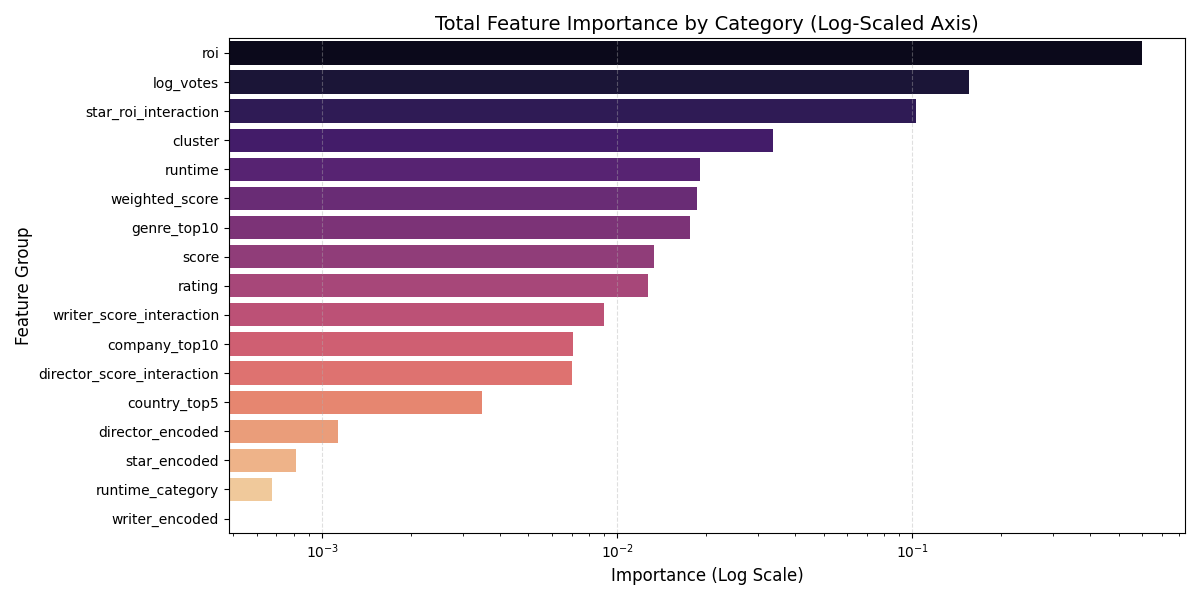 Total Feature Importance by Category (Log-Scaled Axis)
Feature Group
roi
log_votes
star_roi_interaction
cluster
runtime
weighted_score
genre_top10
score
rating
writer_score_interaction
company_top10
director_score_interaction
country_top5
director_encoded
star_encoded
runtime_category
writer_encoded
10⁻³ 10⁻² 10⁻¹
Importance (Log Scale)